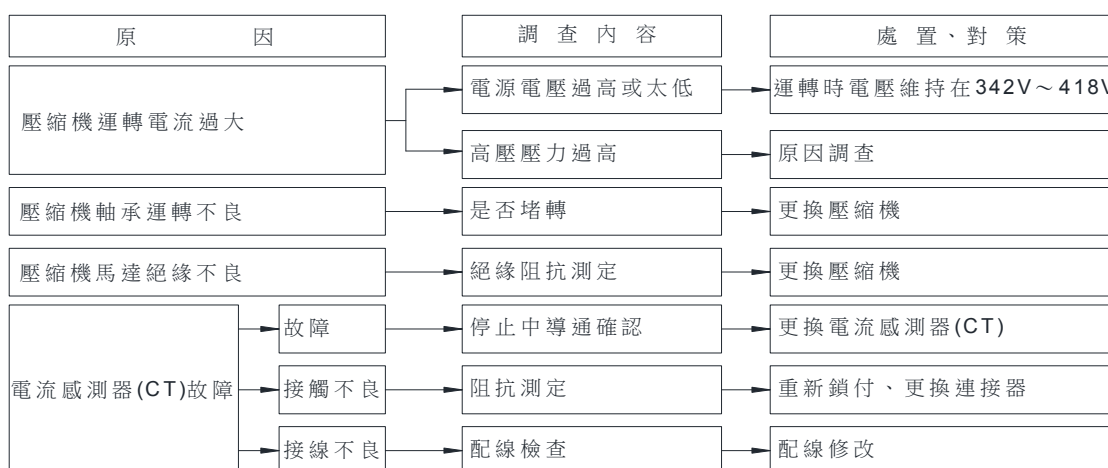 原因 調查內容 處置、對策
壓縮機運轉電流過大
電源電壓過高或太低 運轉時電壓維持在342V～418V
高壓壓力過高 原因調查
壓縮機軸承運轉不良 是否堵轉 更換壓縮機
壓縮機馬達絕緣不良 絕緣阻抗測定 更換壓縮機
電流感測器(CT)故障
故障 停止中導通確認 更換電流感測器(CT)
接觸不良 阻抗測定 重新鎖付、更換連接器
接線不良 配線檢查 配線修改